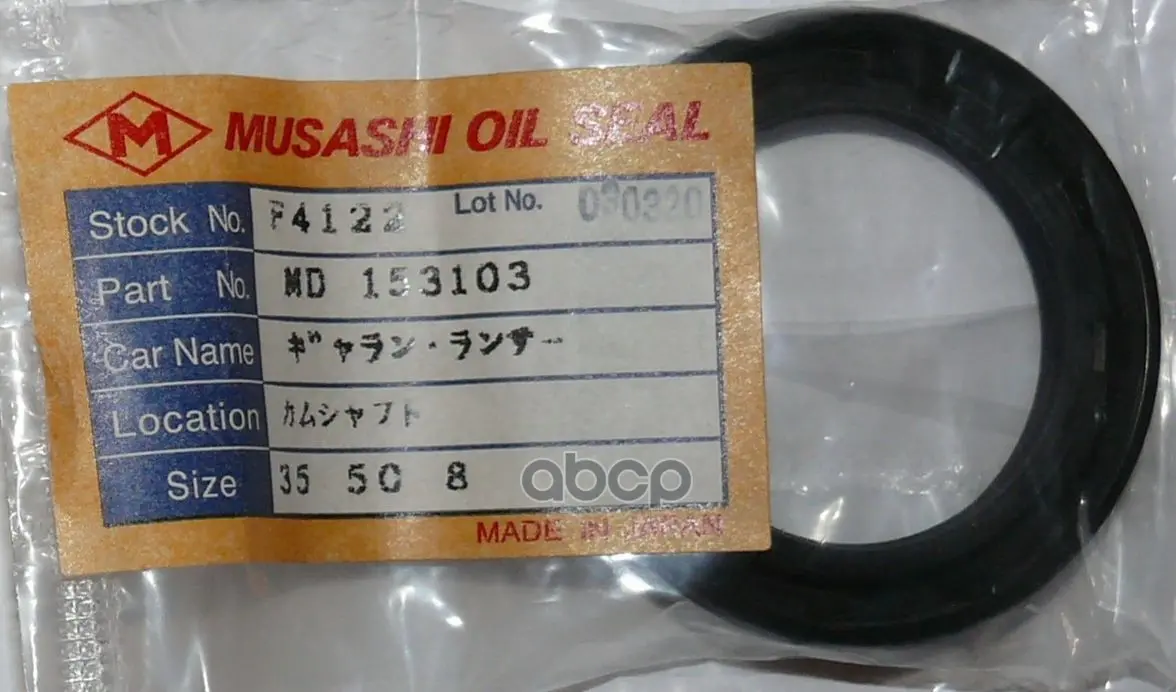 M MUSASHI OIL SEAL
Stock No. F4122 Lot No. 030320
Part No. MD 153103
Car Name ギャラン・ランサー
Location カムシャフト
Size 35 50 8
abcp
MADE IN JAPAN